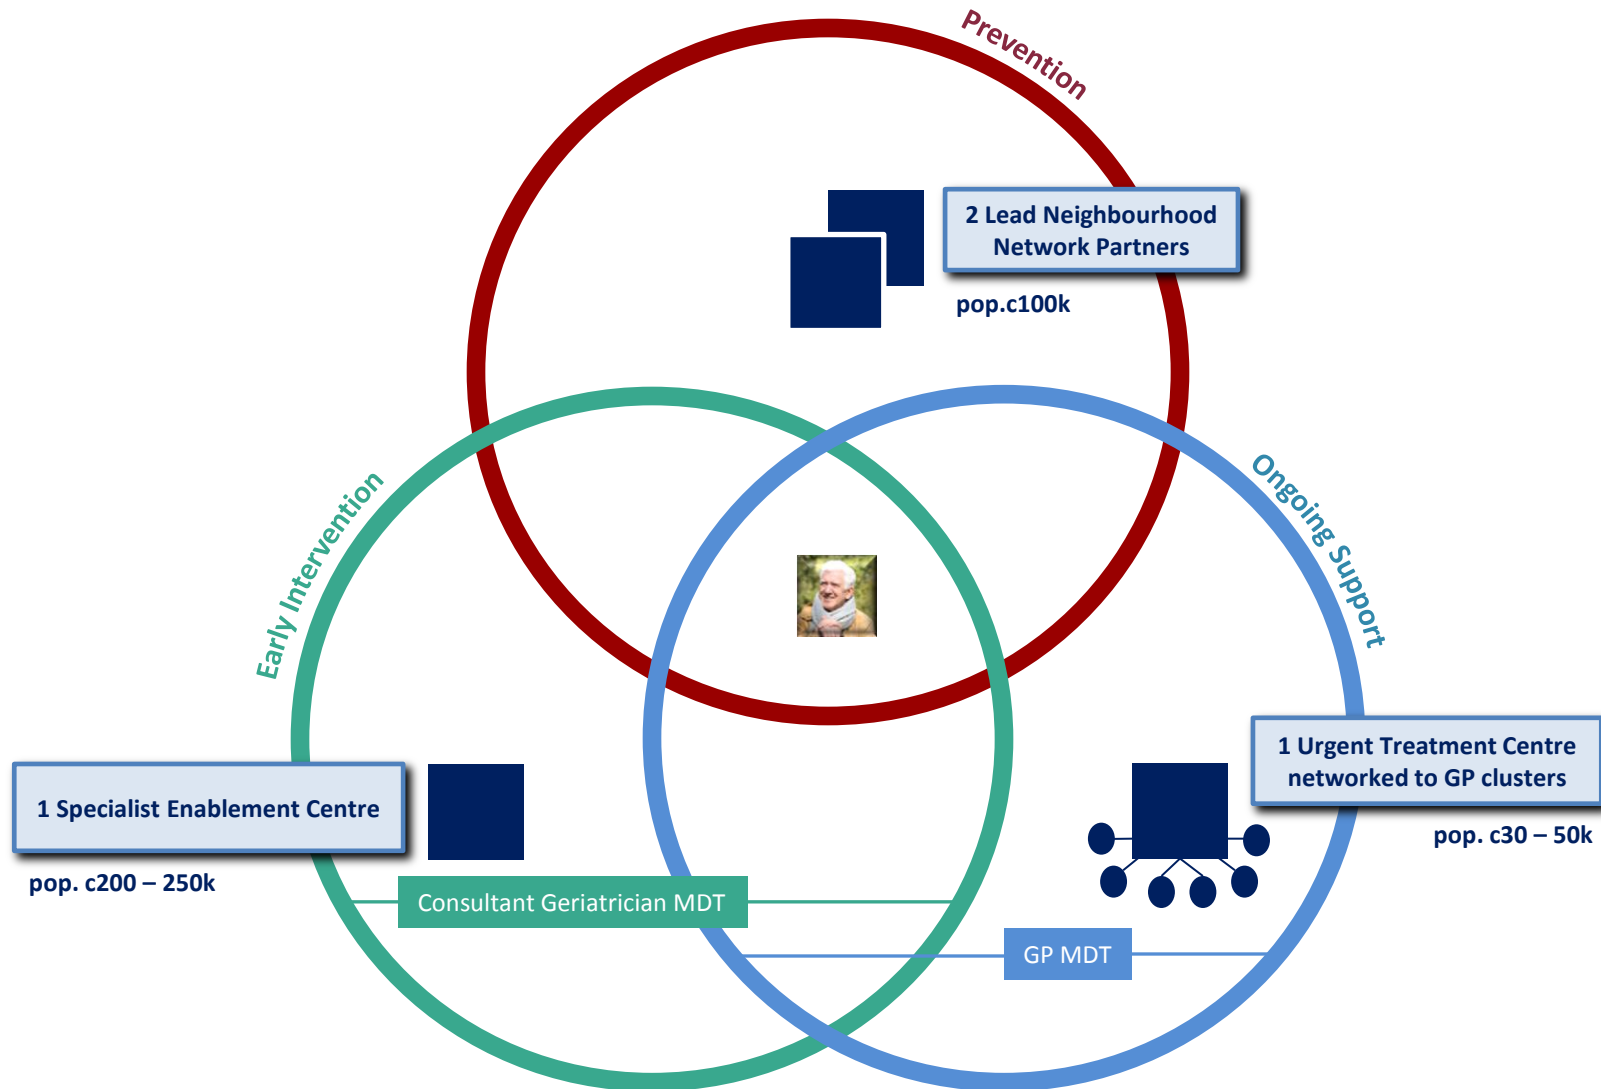 Prevention
2 Lead Neighbourhood
Network Partners
pop.c100k
Early Intervention
Ongoing Support
1 Specialist Enablement Centre
pop. c200 – 250k
1 Urgent Treatment Centre
networked to GP clusters
pop. c30 – 50k
Consultant Geriatrician MDT
GP MDT